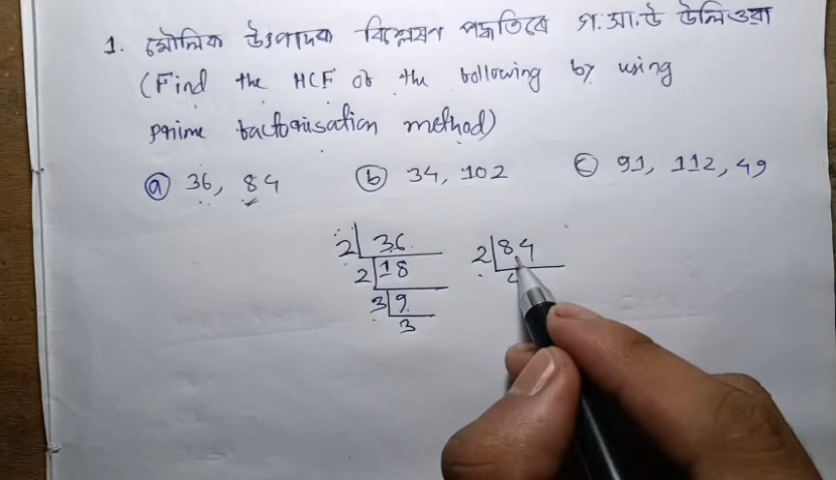 1. মৌলিক উৎপাদক বিশ্লেষণ পদ্ধতিৰে গ.সা.উ উলিওৱা
(Find the HCF of the following by using
prime factorisation method)
(a) 36, 84 (b) 34, 102 (c) 91, 112, 49
2 36 2 84
2 18 4
3 9
3